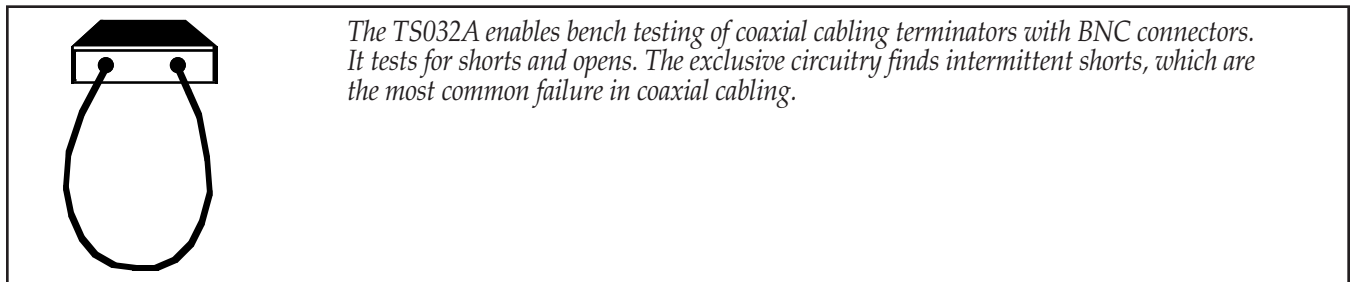 The TS032A enables bench testing of coaxial cabling terminators with BNC connectors.
It tests for shorts and opens. The exclusive circuitry finds intermittent shorts, which are
the most common failure in coaxial cabling.